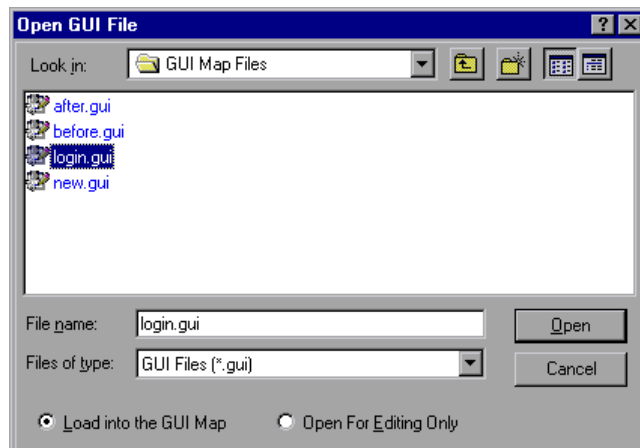 Open GUI File
Look in: GUI Map Files
after.gui
before.gui
login.gui
new.gui
File name: login.gui Open
Files of type: GUI Files (*.gui) Cancel
Load into the GUI Map Open For Editing Only